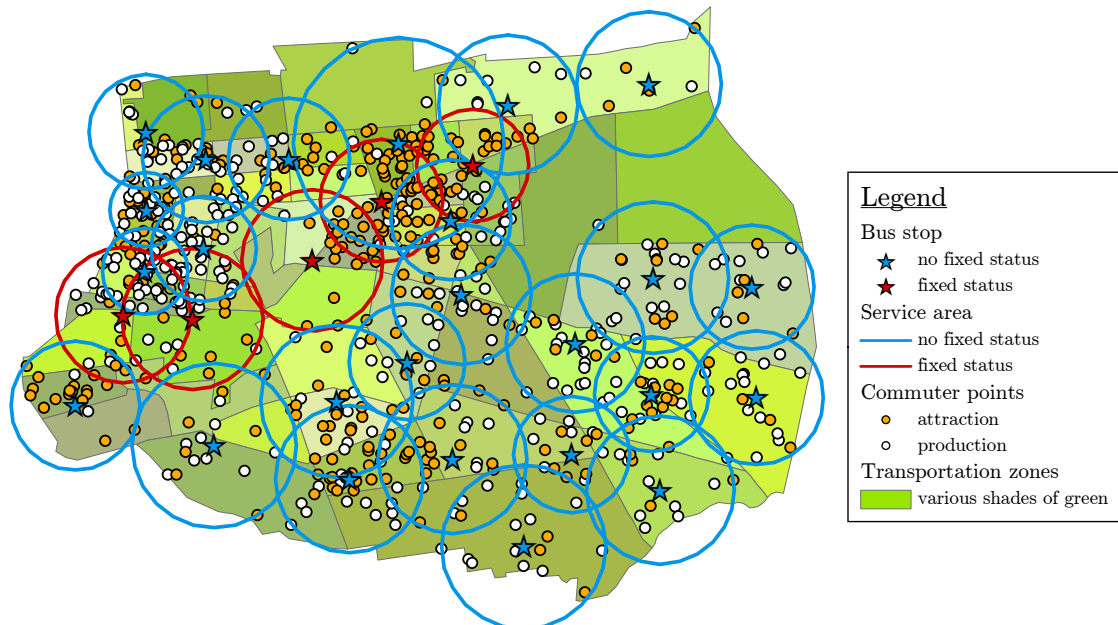 Legend
Bus stop
no fixed status
fixed status
Service area
no fixed status
fixed status
Commuter points
attraction
production
Transportation zones
various shades of green